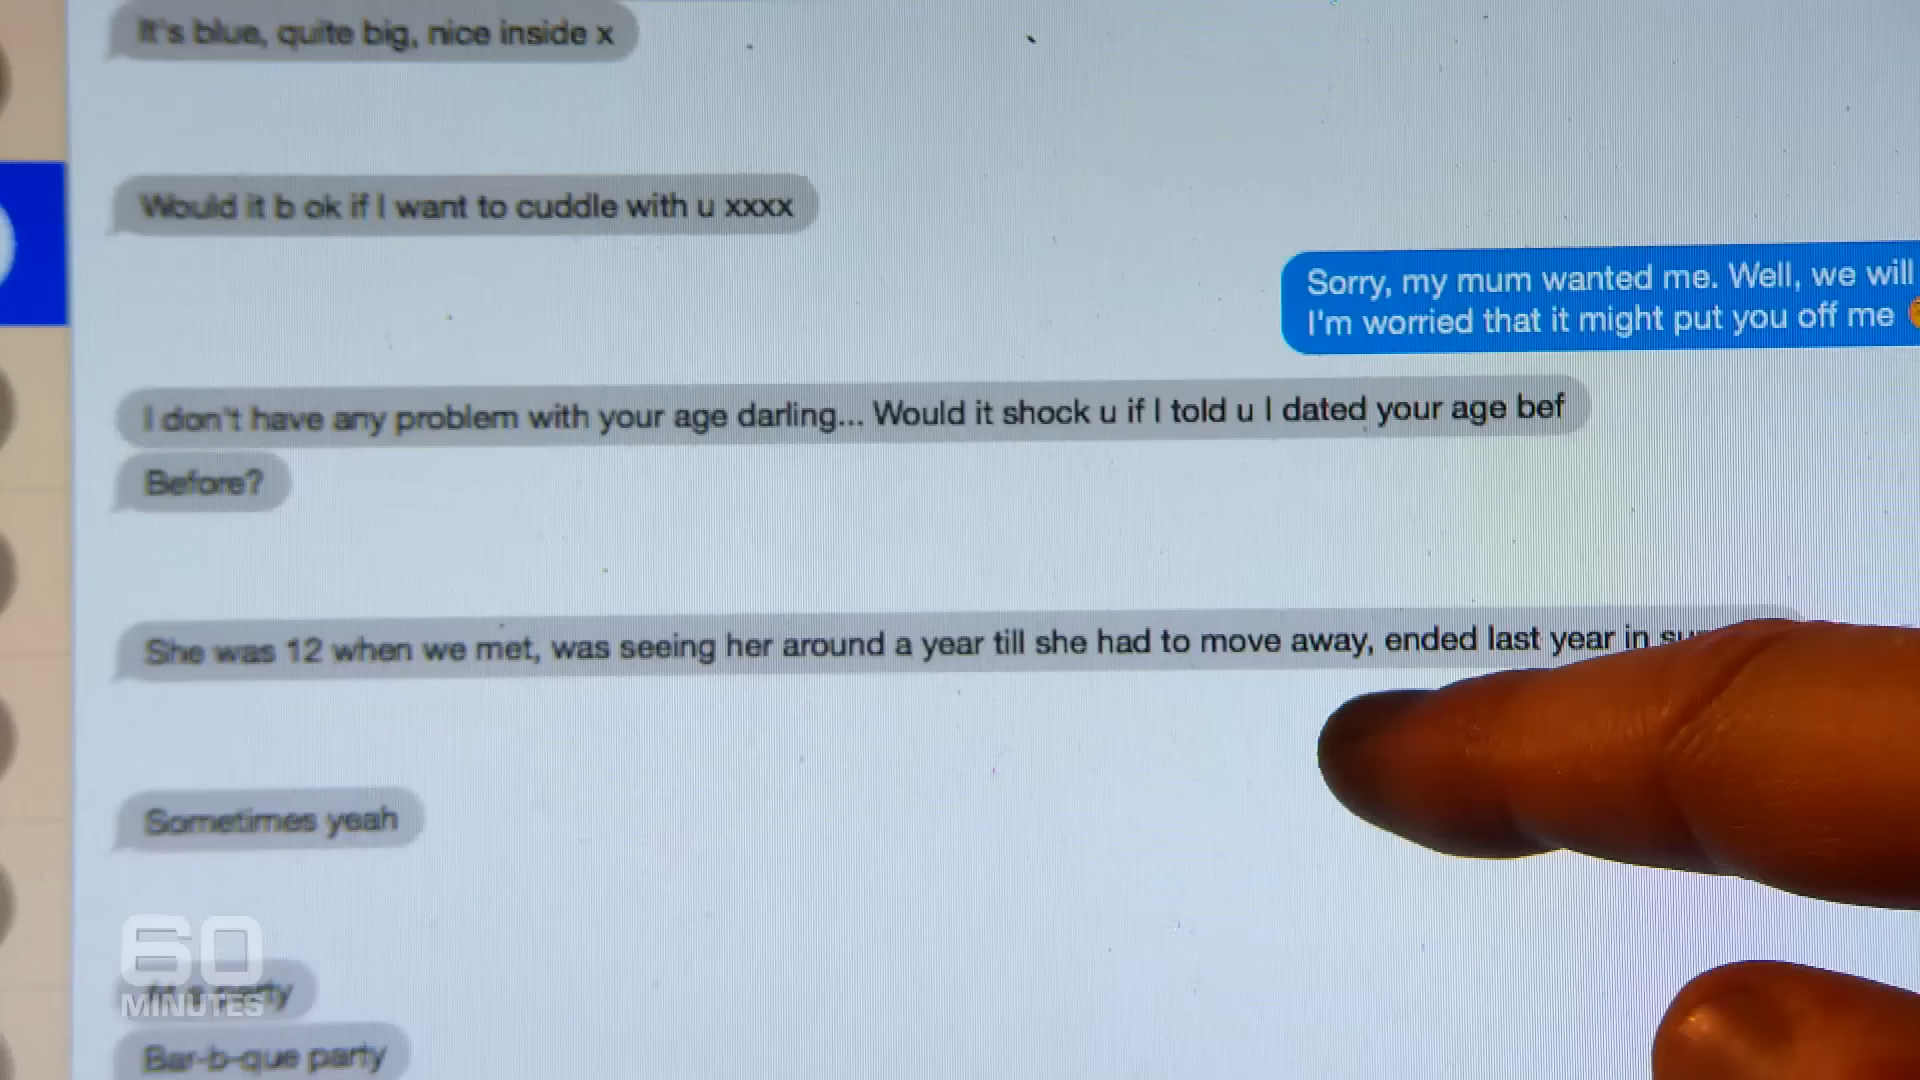 It's blue, quite big, nice inside x
Would it b ok if I want to cuddle with u xxxx
Sorry, my mum wanted me. Well, we will
I'm worried that it might put you off me
I don't have any problem with your age darling... Would it shock u if I told u I dated your age bef
Before?
She was 12 when we met, was seeing her around a year till she had to move away, ended last year in
Sometimes yeah
party
Bar-b-que party
60
MINUTES